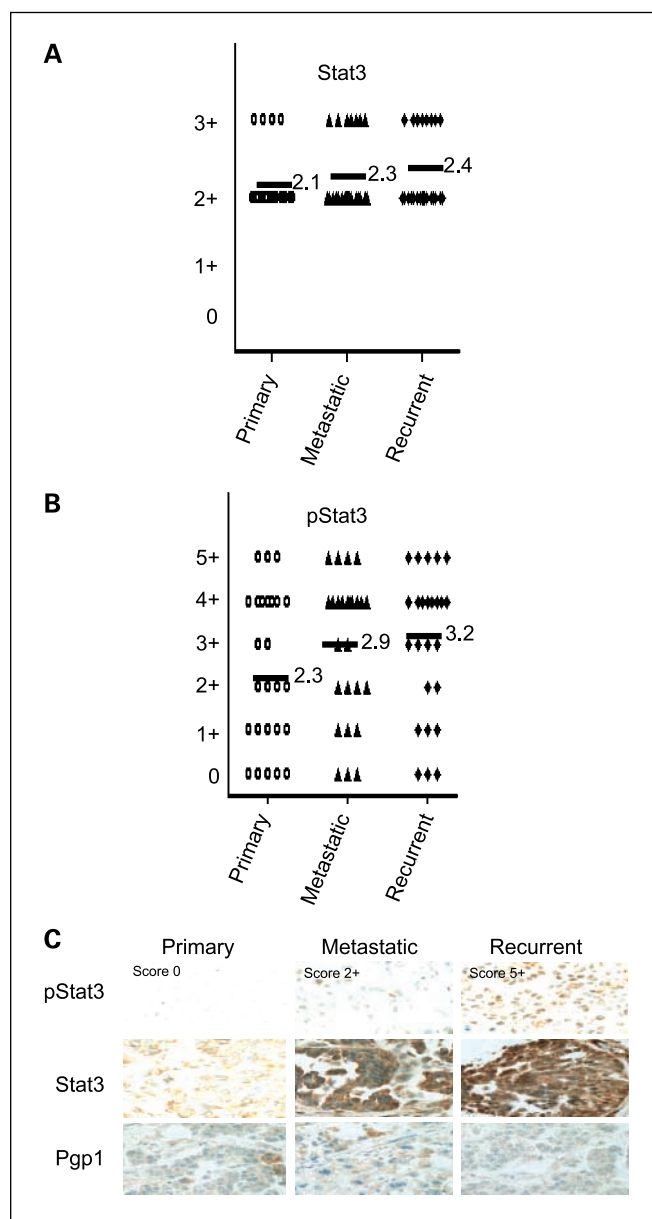 A
Stat3
3+
2.1
2.3
2.4
2+
1+
0
Primary
Metastatic
Recurrent
B
pStat3
5+
4+
3+
2.3
2.9
3.2
2+
1+
0
Primary
Metastatic
Recurrent
C
Primary Metastatic Recurrent
pStat3
Score 0
Score 2+
Score 5+
Stat3
Pgp1